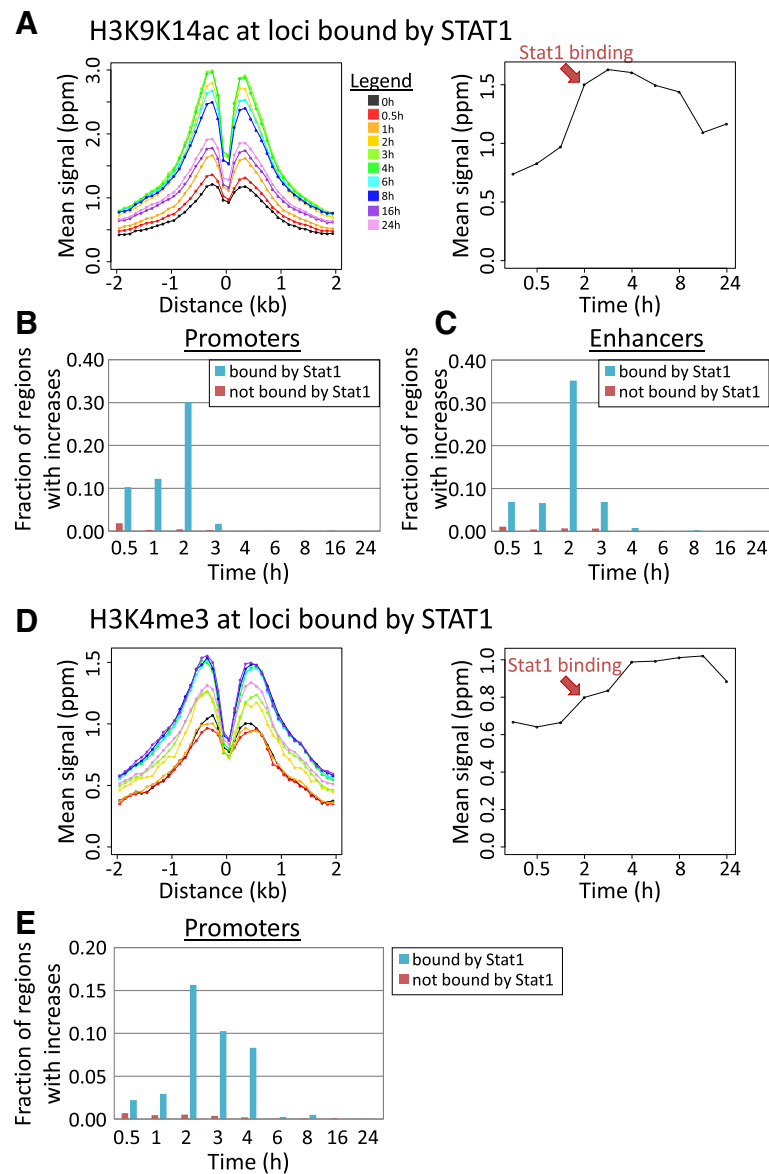 A
H3K9K14ac at loci bound by STAT1
Mean signal (ppm)
0.0
1.0
2.0
3.0
-2
-1
0
1
2
Distance (kb)
Legend
0h
0.5h
1h
2h
3h
4h
6h
8h
16h
24h
Stat1 binding
Mean signal (ppm)
0.0
0.5
1.0
1.5
0.5
2
4
8
24
Time (h)
B
Promoters
Fraction of regions
with increases
0.40
0.30
0.20
0.10
0.00
bound by Stat1
not bound by Stat1
0.5 1 2 3 4 6 8 16 24
Time (h)
C
Enhancers
Fraction of regions
with increases
0.40
0.30
0.20
0.10
0.00
bound by Stat1
not bound by Stat1
0.5 1 2 3 4 6 8 16 24
Time (h)
D
H3K4me3 at loci bound by STAT1
Mean signal (ppm)
0.0
0.5
1.0
1.5
-2
-1
0
1
2
Distance (kb)
Stat1 binding
Mean signal (ppm)
0.0
0.2
0.4
0.6
0.8
1.0
0.5
2
4
8
24
Time (h)
E
Promoters
Fraction of regions
with increases
0.20
0.15
0.10
0.05
0.00
bound by Stat1
not bound by Stat1
0.5 1 2 3 4 6 8 16 24
Time (h)